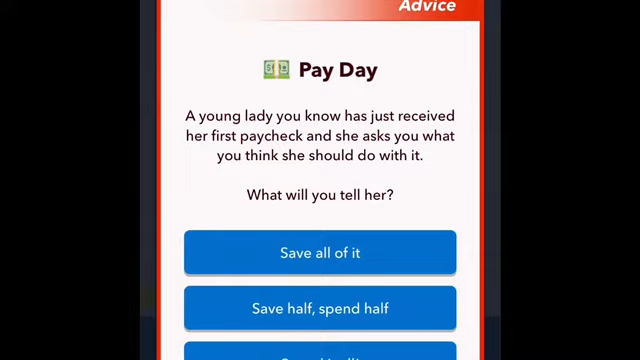 Advice
Pay Day
A young lady you know has just received
her first paycheck and she asks you what
you think she should do with it.
What will you tell her?
Save all of it
Save half, spend half